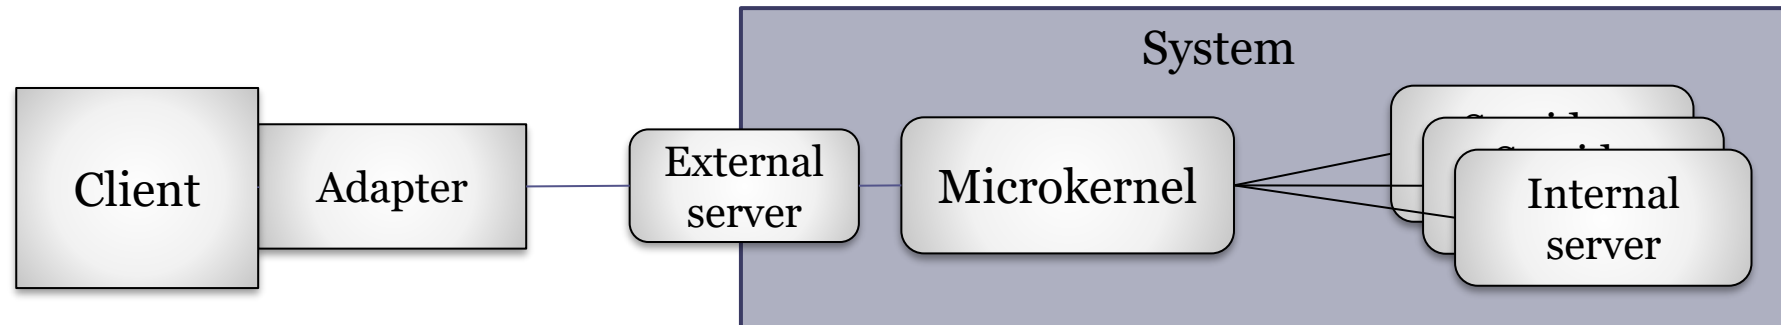 System
Client
Adapter
External
server
Microkernel
Internal
server